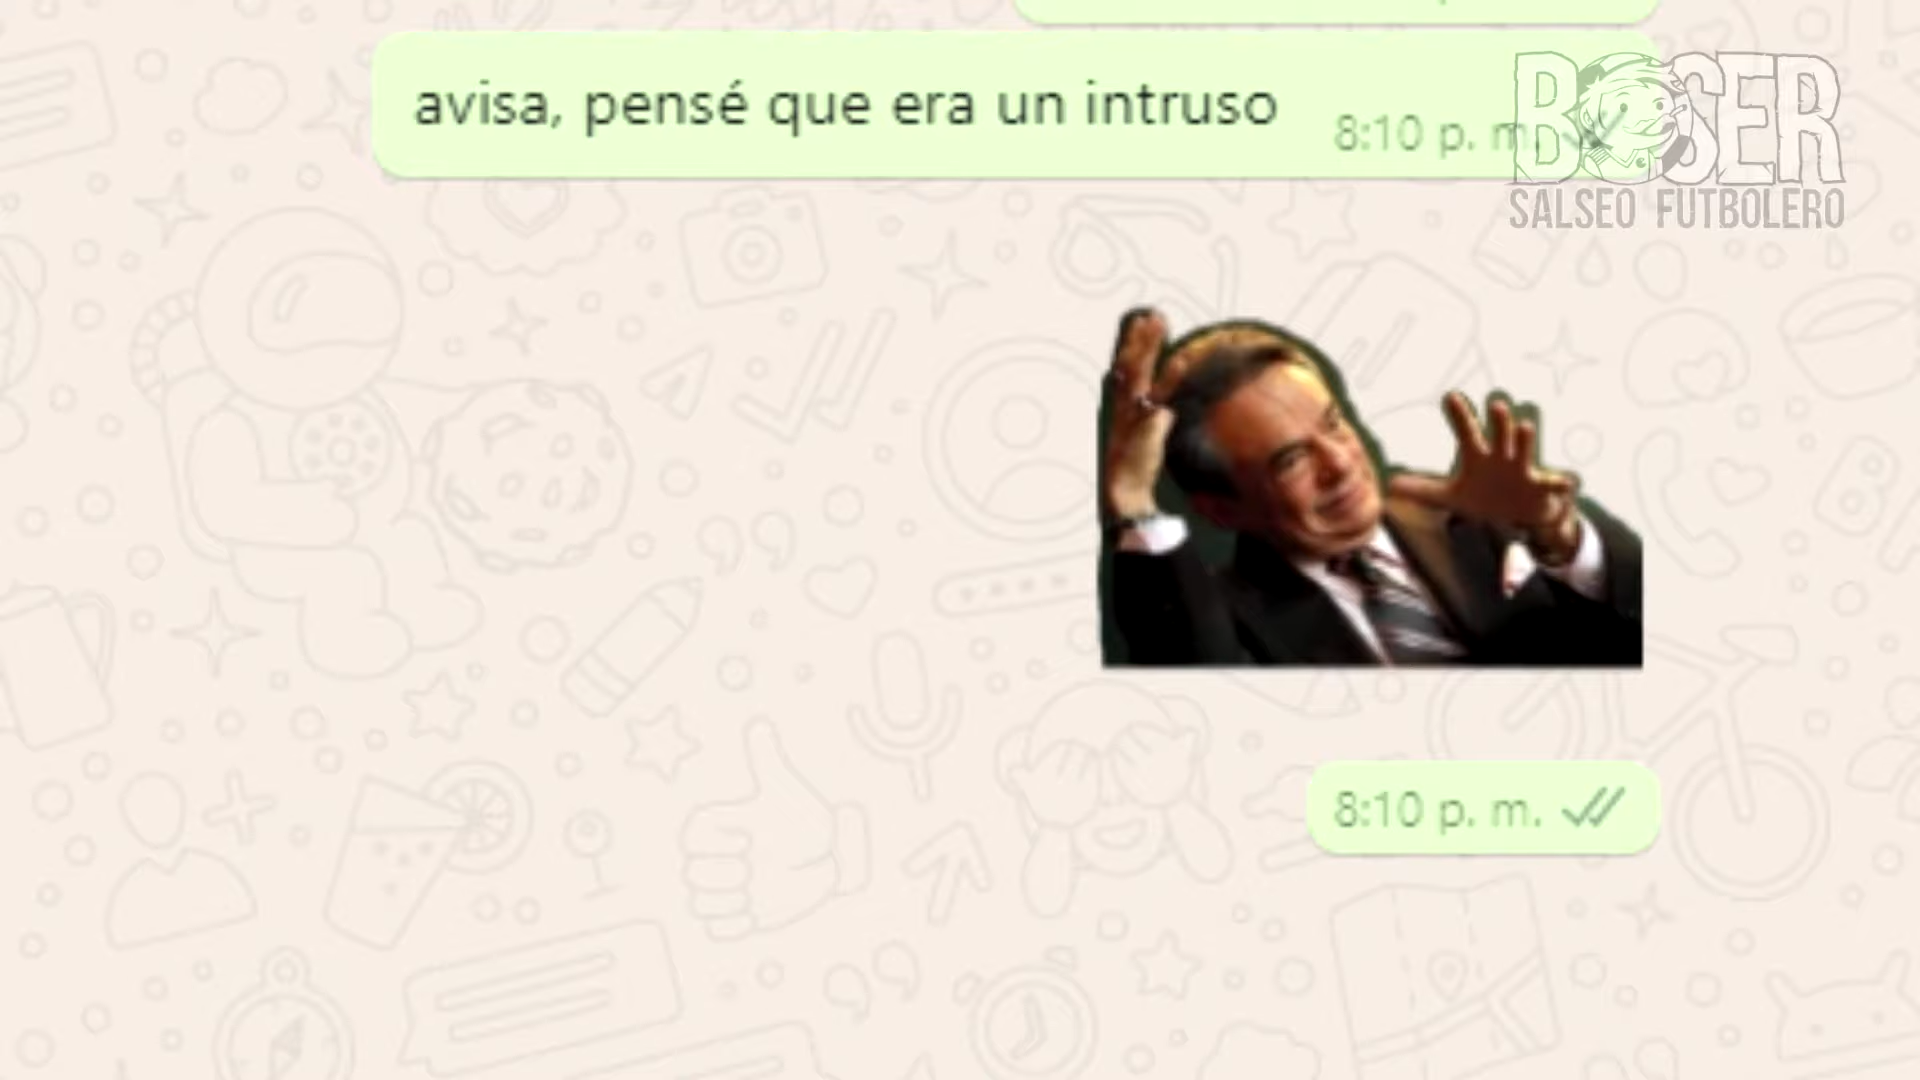 avisa, pensé que era un intruso
8:10 p. m.
BOSER
SALSEO FUTBOLERO
8:10 p. m.